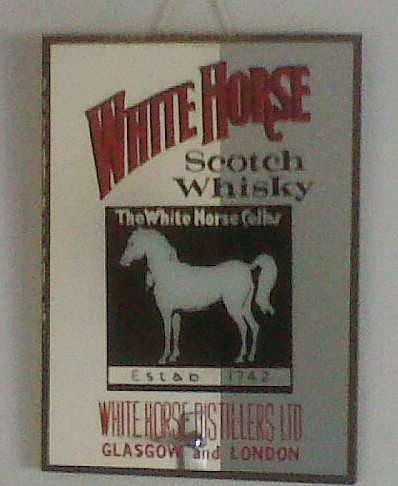 WHITE HORSE
Scotch
Whisky
The White Horse Cellar
Estab 1742
WHITE HORSE DISTILLERS LTD
GLASGOW and LONDON